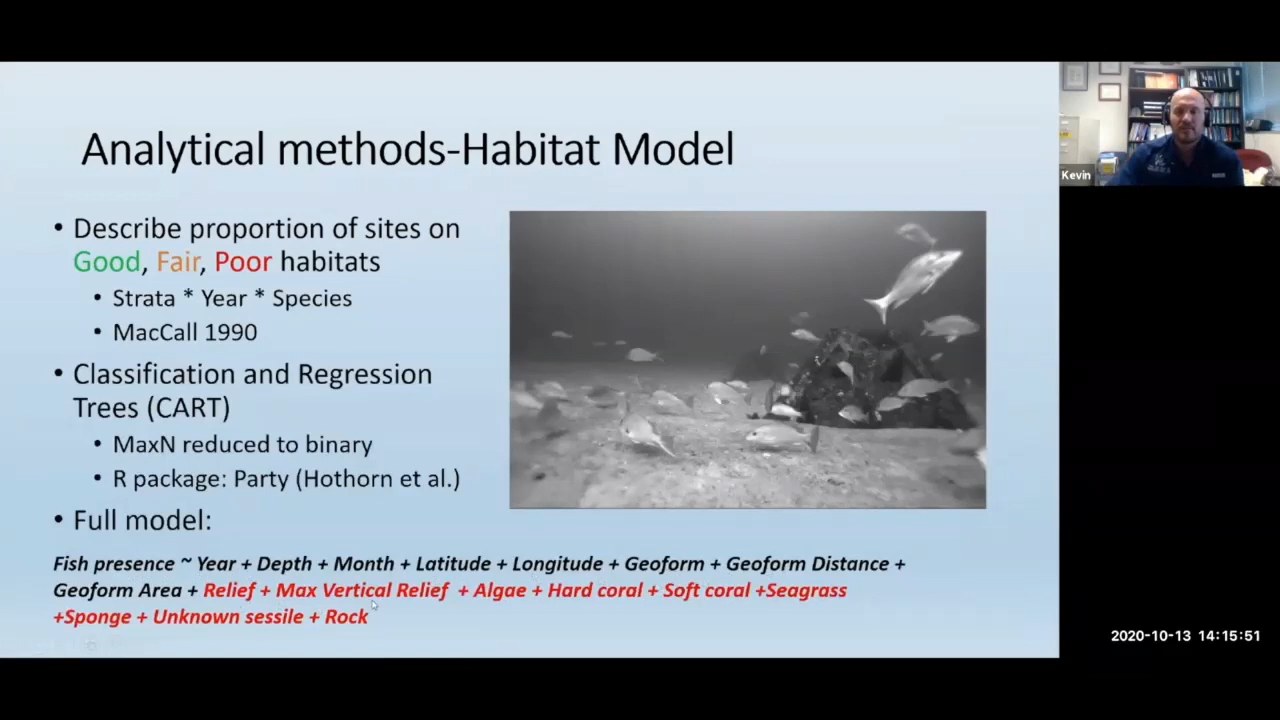 Analytical methods-Habitat Model
• Describe proportion of sites on
Good, Fair, Poor habitats
• Strata * Year * Species
• MacCall 1990
• Classification and Regression
Trees (CART)
• MaxN reduced to binary
• R package: Party (Hothorn et al.)
• Full model:
Fish presence ~ Year + Depth + Month + Latitude + Longitude + Geoform + Geoform Distance +
Geoform Area + Relief + Max Vertical Relief + Algae + Hard coral + Soft coral +Seagrass
+Sponge + Unknown sessile + Rock
Kevin
2020-10-13 14:15:51